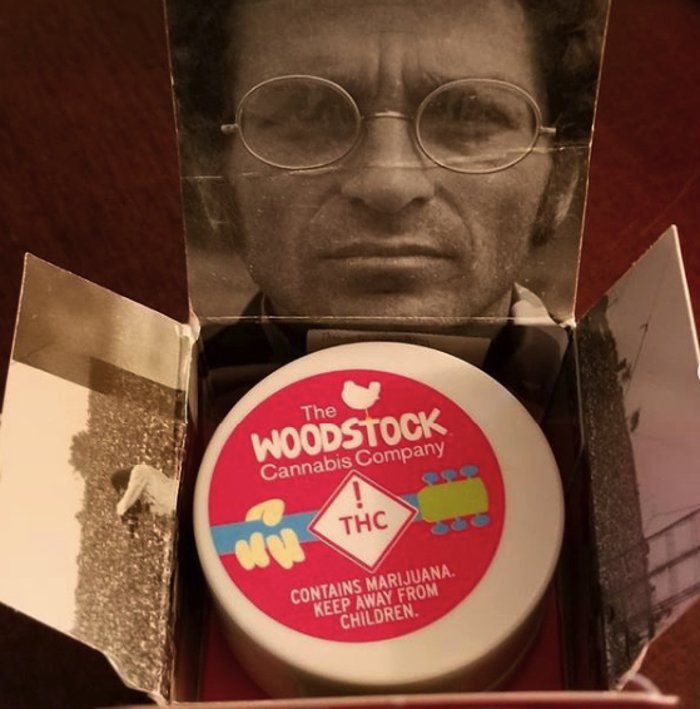 The
WOODSTOCK
Cannabis Company
!
THC
CONTAINS MARIJUANA.
KEEP AWAY FROM
CHILDREN.